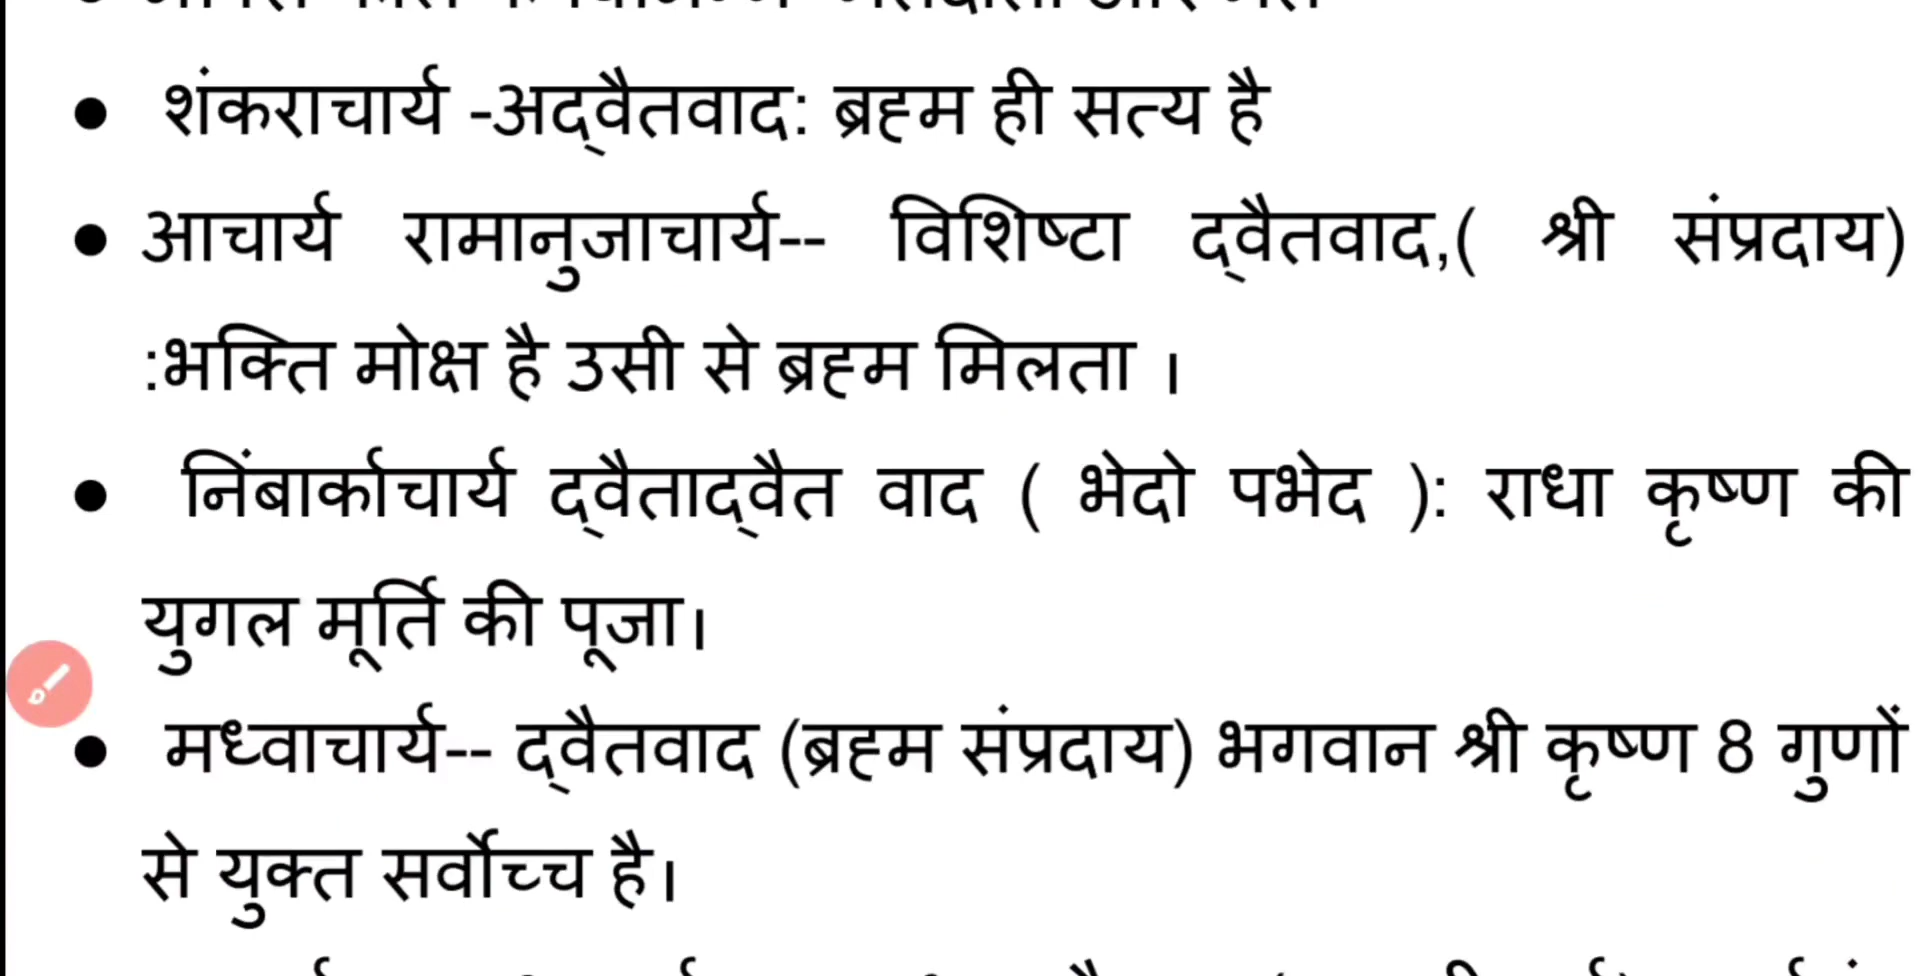 • शंकराचार्य -अद्वैतवाद: ब्रह्म ही सत्य है
• आचार्य रामानुजाचार्य-- विशिष्टा द्वैतवाद,( श्री संप्रदाय)
:भक्ति मोक्ष है उसी से ब्रह्म मिलता ।
• निंबार्काचार्य द्वैताद्वैत वाद ( भेदो पभेद ): राधा कृष्ण की
युगल मूर्ति की पूजा।
• मध्वाचार्य-- द्वैतवाद (ब्रह्म संप्रदाय) भगवान श्री कृष्ण 8 गुणों
से युक्त सर्वोच्च है।